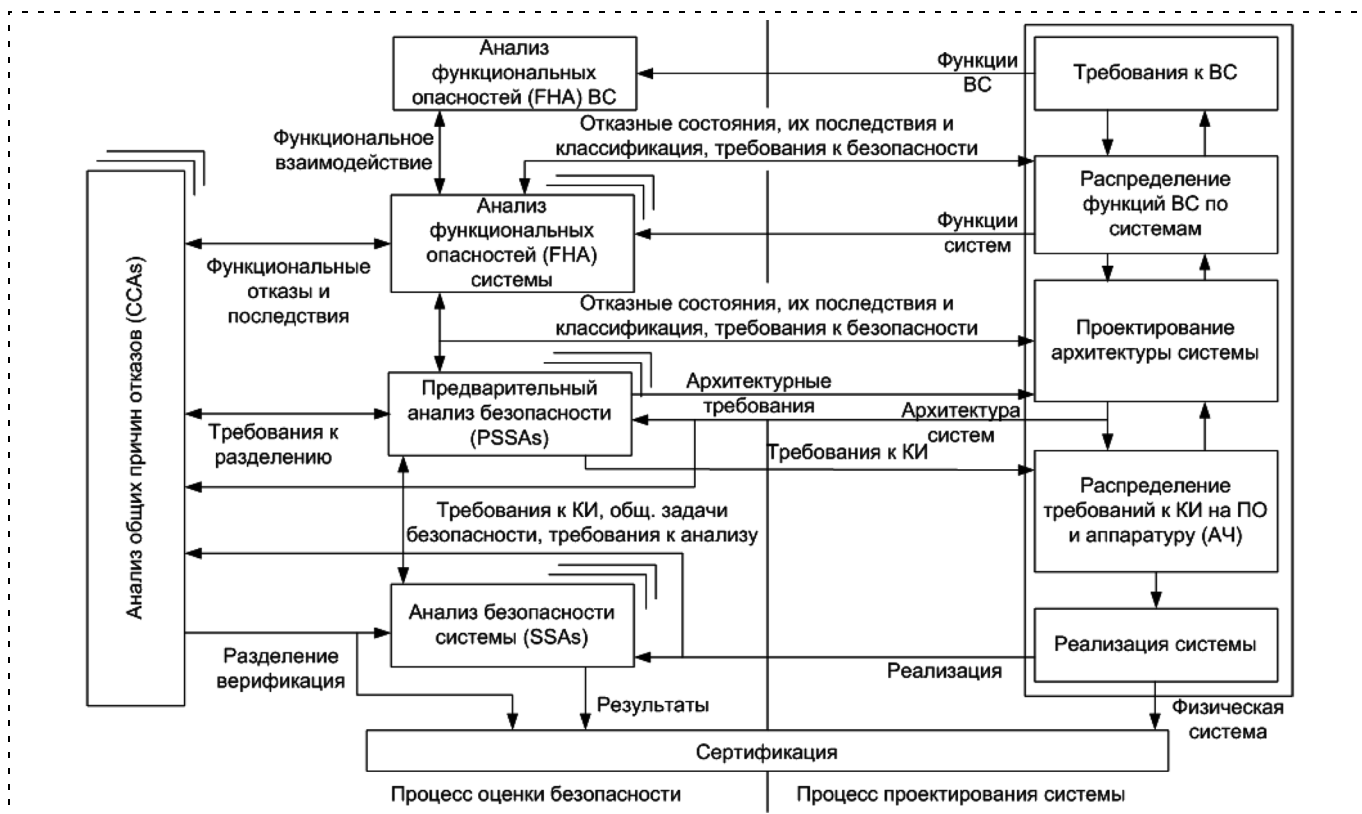 Анализ
функциональных
опасностей (FHA) ВС
Функции
ВС
Требования к ВС
Функциональное
взаимодействие
Отказные состояния, их последствия и
классификация, требования к безопасности
Анализ
функциональных
опасностей (FHA)
системы
Функции
систем
Распределение
функций ВС по
системам
Анализ общих причин отказов (CCAs)
Функциональные
отказы и
последствия
Отказные состояния, их последствия и
классификация, требования к безопасности
Проектирование
архитектуры системы
Предварительный
анализ безопасности
(PSSAs)
Архитектурные
требования
Архитектура
систем
Требования к
разделению
Требования к КИ
Распределение
требований к КИ на ПО
и аппаратуру (АЧ)
Требования к КИ, общ. задачи
безопасности, требования к анализу
Анализ безопасности
системы (SSAs)
Реализация системы
Разделение
верификация
Реализация
Результаты
Физическая
система
Сертификация
Процесс оценки безопасности
Процесс проектирования системы